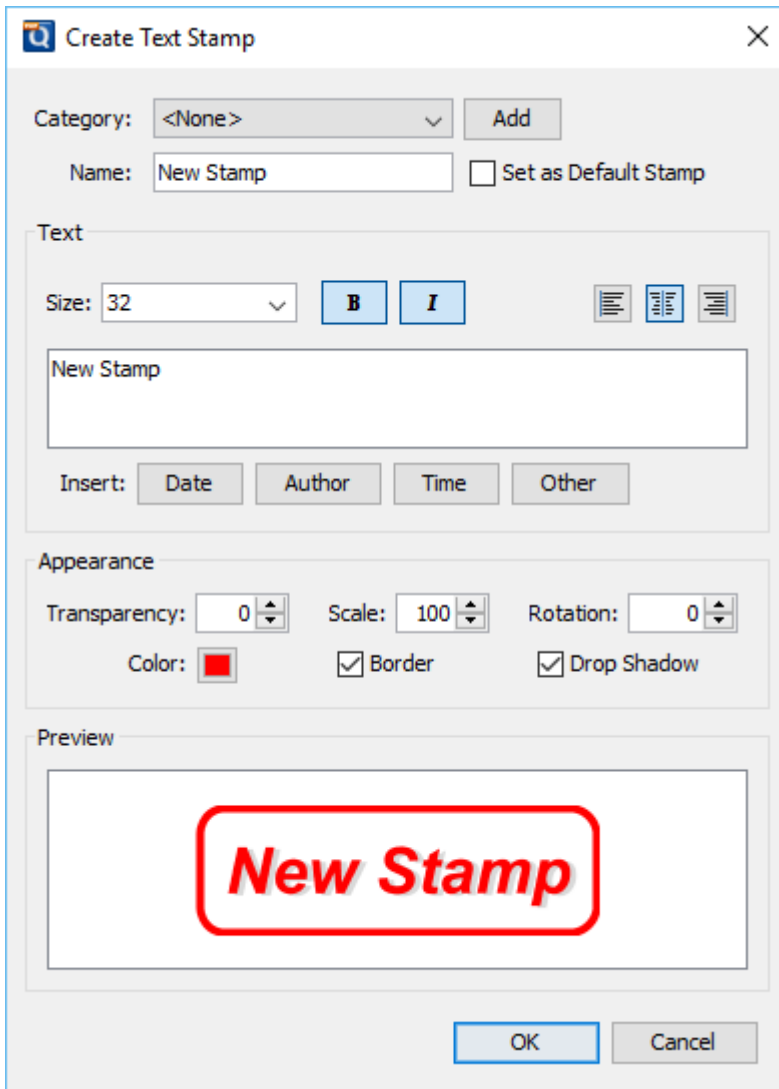 Create Text Stamp
Category: <None> Add
Name: New Stamp Set as Default Stamp
Text
Size: 32 B I
New Stamp
Insert: Date Author Time Other
Appearance
Transparency: 0 Scale: 100 Rotation: 0
Color: Border Drop Shadow
Preview
New Stamp
OK Cancel